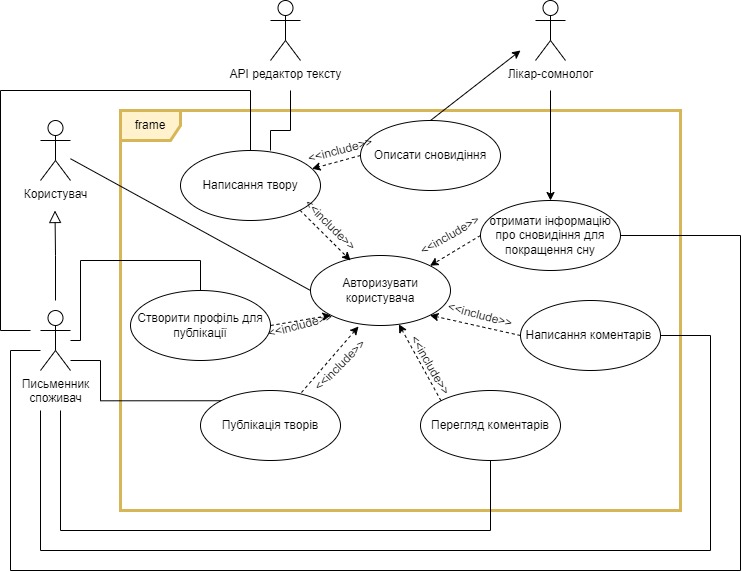 API редактор тексту
Лікар-сомнолог
frame
Користувач
Написання твору
<<include>>
Описати сновидіння
<<include>>
<<include>>
отримати інформацію
про сновидіння для
покращення сну
Авторизувати
користувача
Створити профіль для
публікації
<<include>>
<<include>>
Написання коментарів
Письменник
споживач
<<include>>
<<include>>
Публікація творів
Перегляд коментарів